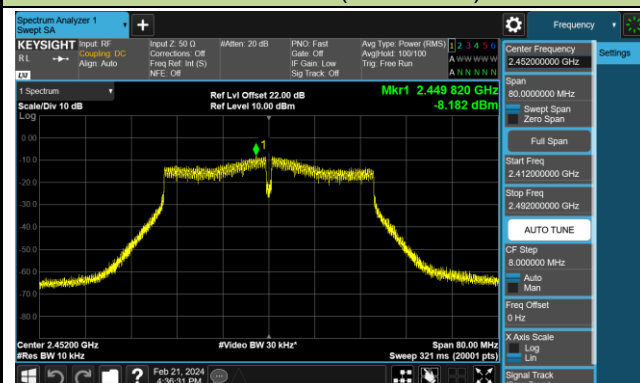 Spectrum Analyzer 1
Swept SA
+
Frequency
KEYSIGHT
Input: RF
Coupling: DC
Align: Auto
Input Z: 50 Ω
Corrections: Off
Freq Ref: Int (S)
NFE: Off
#Atten: 20 dB
PNO: Fast
Gate: Off
IF Gain: Low
Sig Track: Off
Avg Type: Power (RMS)
Avg|Hold: 100/100
Trig: Free Run
1 2 3 4 5 6
A W W W W W
A N N N N N
RL
LXI
1 Spectrum
Scale/Div 10 dB
Log
Ref Lvl Offset 22.00 dB
Ref Level 10.00 dBm
Mkr1 2.449 820 GHz
-8.182 dBm
1
0.00
-10.0
-20.0
-30.0
-40.0
-50.0
-60.0
-70.0
-80.0
Center 2.45200 GHz
#Res BW 10 kHz
#Video BW 30 kHz*
Span 80.00 MHz
Sweep 321 ms (20001 pts)
Feb 21, 2024
4:36:31 PM
Center Frequency
2.452000000 GHz
Settings
Span
80.0000000 MHz
Swept Span
Zero Span
Full Span
Start Freq
2.412000000 GHz
Stop Freq
2.492000000 GHz
AUTO TUNE
CF Step
8.000000 MHz
Auto
Man
Freq Offset
0 Hz
X Axis Scale
Log
Lin
Signal Track